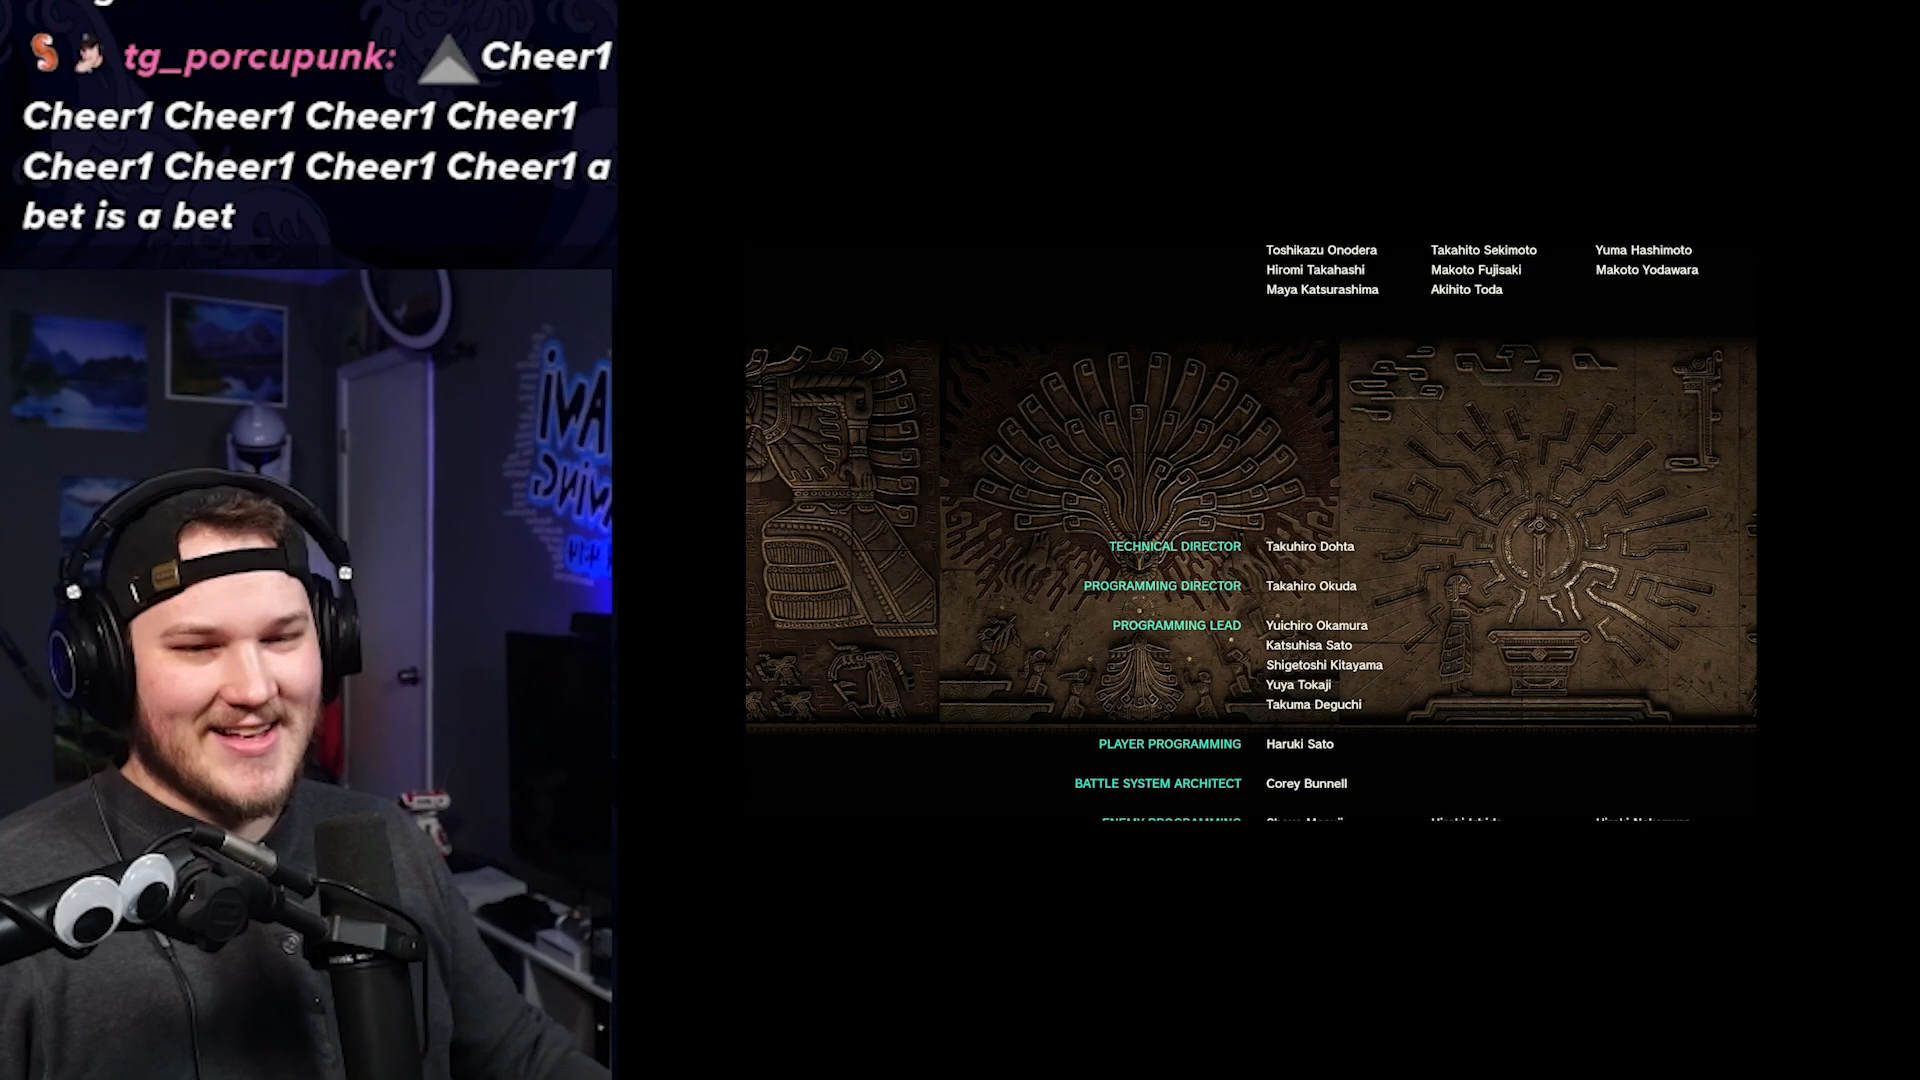 tg_porcupunk: Cheer1
Cheer1 Cheer1 Cheer1 Cheer1
Cheer1 Cheer1 Cheer1 Cheer1 a
bet is a bet
Toshikazu Onodera Takahito Sekimoto Yuma Hashimoto
Hiromi Takahashi Makoto Fujisaki Makoto Yodawara
Maya Katsurashima Akihito Toda
TECHNICAL DIRECTOR Takuhiro Dohta
PROGRAMMING DIRECTOR Takahiro Okuda
PROGRAMMING LEAD Yuichiro Okamura
Katsuhisa Sato
Shigetoshi Kitayama
Yuya Tokaji
Takuma Deguchi
PLAYER PROGRAMMING Haruki Sato
BATTLE SYSTEM ARCHITECT Corey Bunnell
ENEMY PROGRAMMING